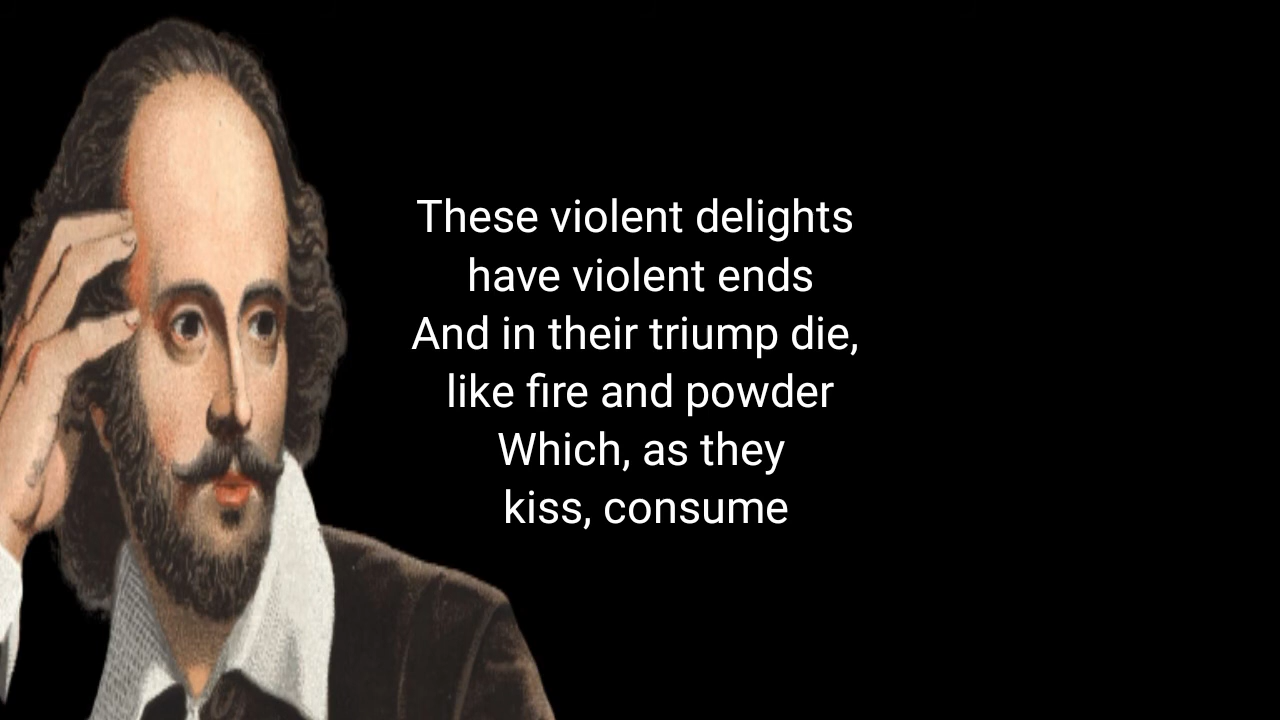 These violent delights
have violent ends
And in their triump die,
like fire and powder
Which, as they
kiss, consume